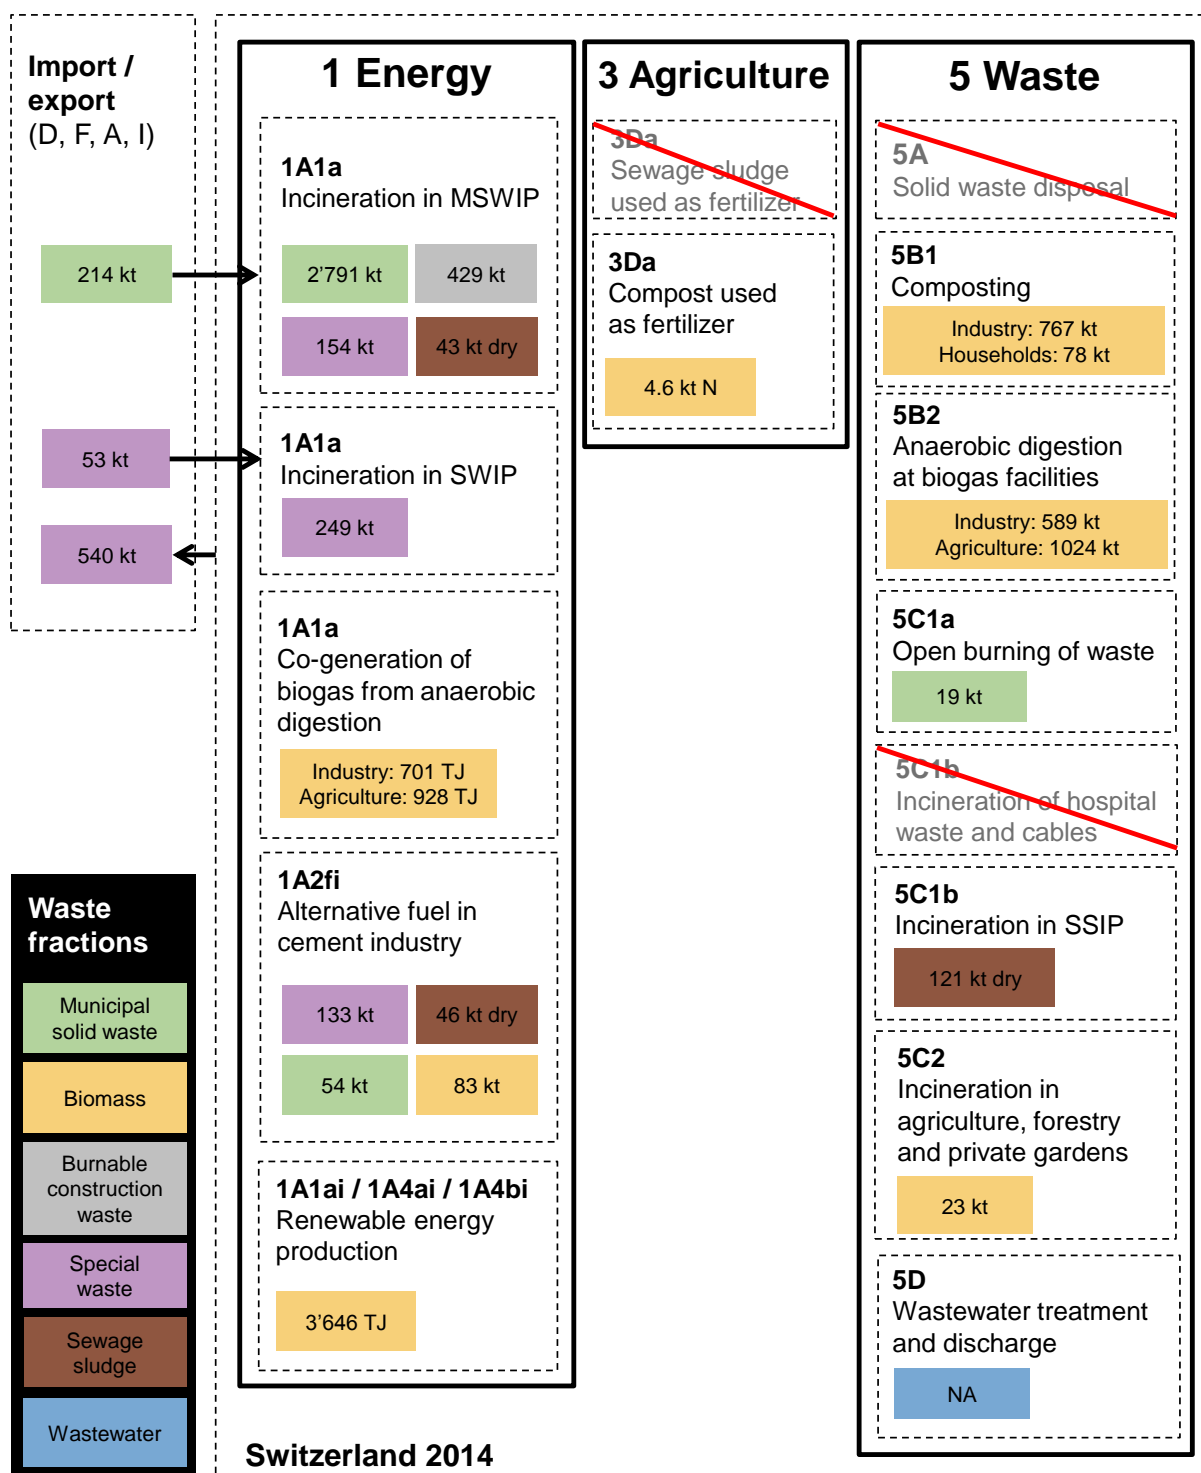 Import /
export
(D, F, A, I)
214 kt
53 kt
540 kt
1 Energy
1A1a
Incineration in MSWIP
2’791 kt
429 kt
154 kt
43 kt dry
1A1a
Incineration in SWIP
249 kt
1A1a
Co-generation of
biogas from anaerobic
digestion
Industry: 701 TJ
Agriculture: 928 TJ
1A2fi
Alternative fuel in
cement industry
133 kt
46 kt dry
54 kt
83 kt
1A1ai / 1A4ai / 1A4bi
Renewable energy
production
3’646 TJ
3 Agriculture
3Da
Sewage sludge
used as fertilizer
3Da
Compost used
as fertilizer
4.6 kt N
5 Waste
5A
Solid waste disposal
5B1
Composting
Industry: 767 kt
Households: 78 kt
5B2
Anaerobic digestion
at biogas facilities
Industry: 589 kt
Agriculture: 1024 kt
5C1a
Open burning of waste
19 kt
5C1b
Incineration of hospital
waste and cables
5C1b
Incineration in SSIP
121 kt dry
5C2
Incineration in
agriculture, forestry
and private gardens
23 kt
5D
Wastewater treatment
and discharge
NA
Waste
fractions
Municipal
solid waste
Biomass
Burnable
construction
waste
Special
waste
Sewage
sludge
Wastewater
Switzerland 2014